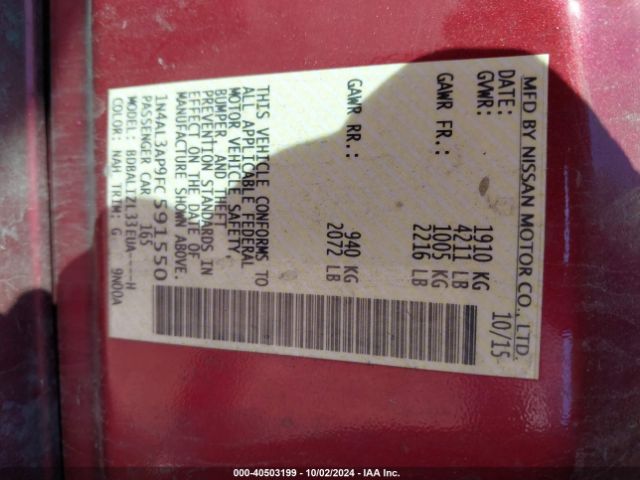 MFD BY NISSAN MOTOR CO., LTD.
DATE: 10/15
GVWR: 1910 KG
4211 LB
GAWR FR.: 1005 KG
2216 LB
GAWR RR.: 940 KG
2072 LB
THIS VEHICLE CONFORMS TO
ALL APPLICABLE FEDERAL
MOTOR VEHICLE SAFETY,
BUMPER, AND THEFT
PREVENTION STANDARDS IN
EFFECT ON THE DATE OF
MANUFACTURE SHOWN ABOVE.
1N4AL3AP9FC591550
PASSENGER CAR 165
MODEL: BDBALZZL33EUA----H
COLOR: NAH TRIM: G 9N00A
000-40503199 - 10/02/2024 - IAA Inc.